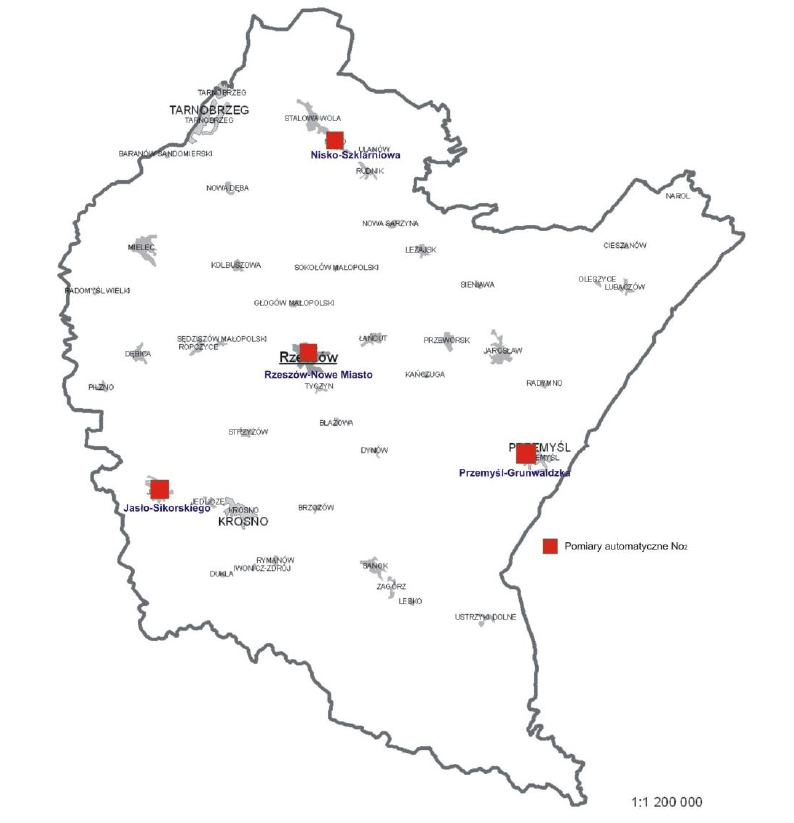 TARNOBRZEG
TARNOBRZEG
TARNOBRZEG
STALOWA WOLA
ULANÓW
BARANÓW SANDOMIERSKI
Nisko-Szklarniowa
RUDNIK
NOWA DĘBA
NAROL
NOWA SARZYNA
MIELEC
LEŻAJSK
CIESZANÓW
KOLBUSZOWA
SOKOŁÓW MAŁOPOLSKI
OLESZYCE
SIENIAWA
LUBACZÓW
RADOMYŚL WIELKI
GŁOGÓW MAŁOPOLSKI
SĘDZISZÓW MAŁOPOLSKI
ŁAŃCUT
PRZEWORSK
ROPCZYCE
JAROSŁAW
DĘBICA
Rzeszów
Rzeszów-Nowe Miasto
KAŃCZUGA
PILZNO
TYCZYN
RADYMNO
BŁAŻOWA
STRZYŻÓW
PRZEMYŚL
DYNÓW
PRZEMYŚL
Przemyśl-Grunwaldzka
JEDLICZE
Jasło-Sikorskiego
KROSNO
BRZOZÓW
KROSNO
Pomiary automatyczne No₂
RYMANÓW
IWONICZ-ZDRÓJ
SANOK
DUKLA
ZAGÓRZ
LESKO
USTRZYKI DOLNE
1:1 200 000